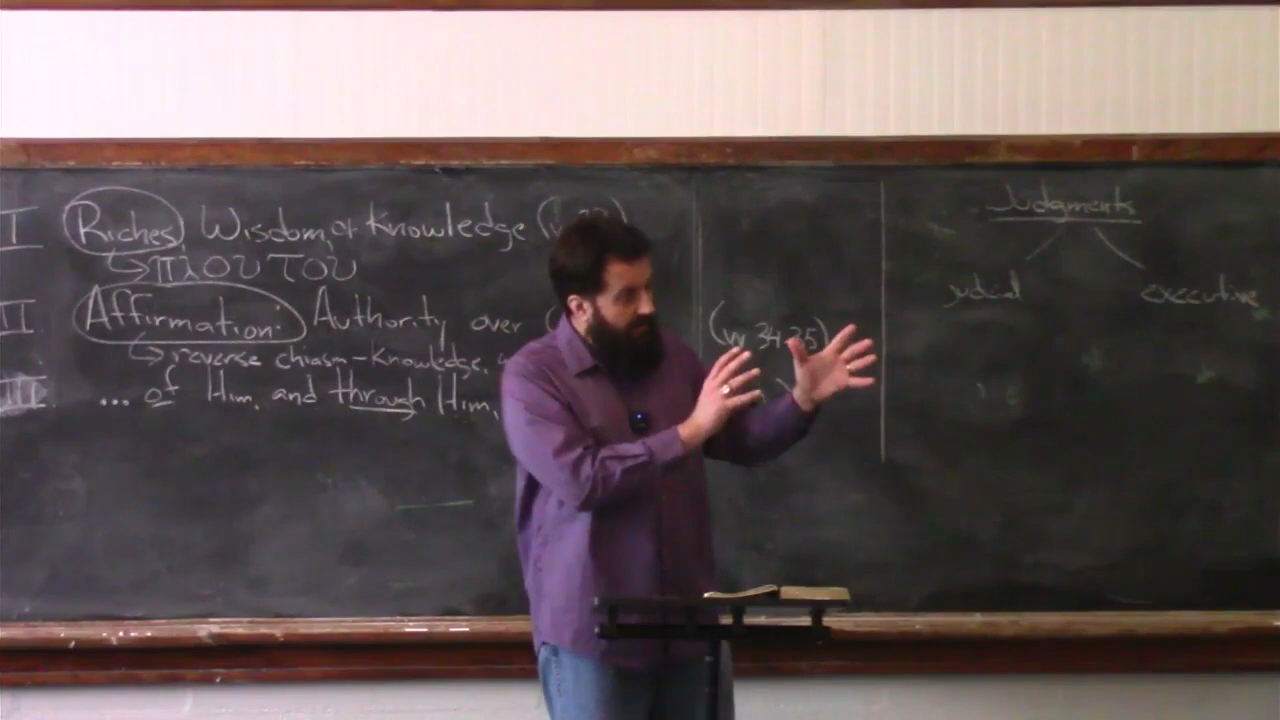 I Riches, Wisdom, & Knowledge (v.
πλουτου
II Affirmation: Authority over (vv 34-35)
reverse chiasm - Knowledge,
III. ... of Him, and through Him,
Judgments
judicial executive